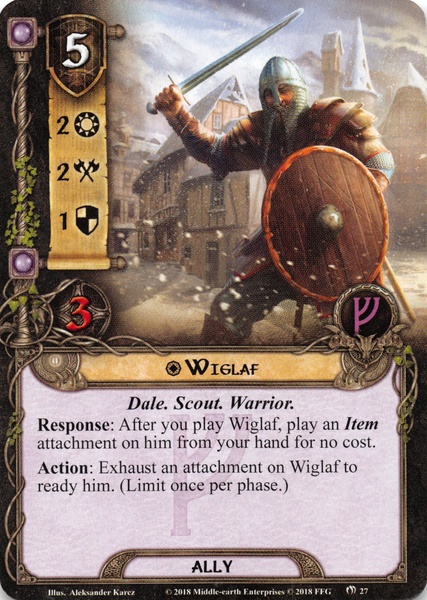 5
2
2
1
3
Wiglaf
Dale. Scout. Warrior.
Response: After you play Wiglaf, play an Item
attachment on him from your hand for no cost.
Action: Exhaust an attachment on Wiglaf to
ready him. (Limit once per phase.)
ALLY
Illus. Aleksander Karcz © 2018 Middle-earth Enterprises © 2018 FFG 27